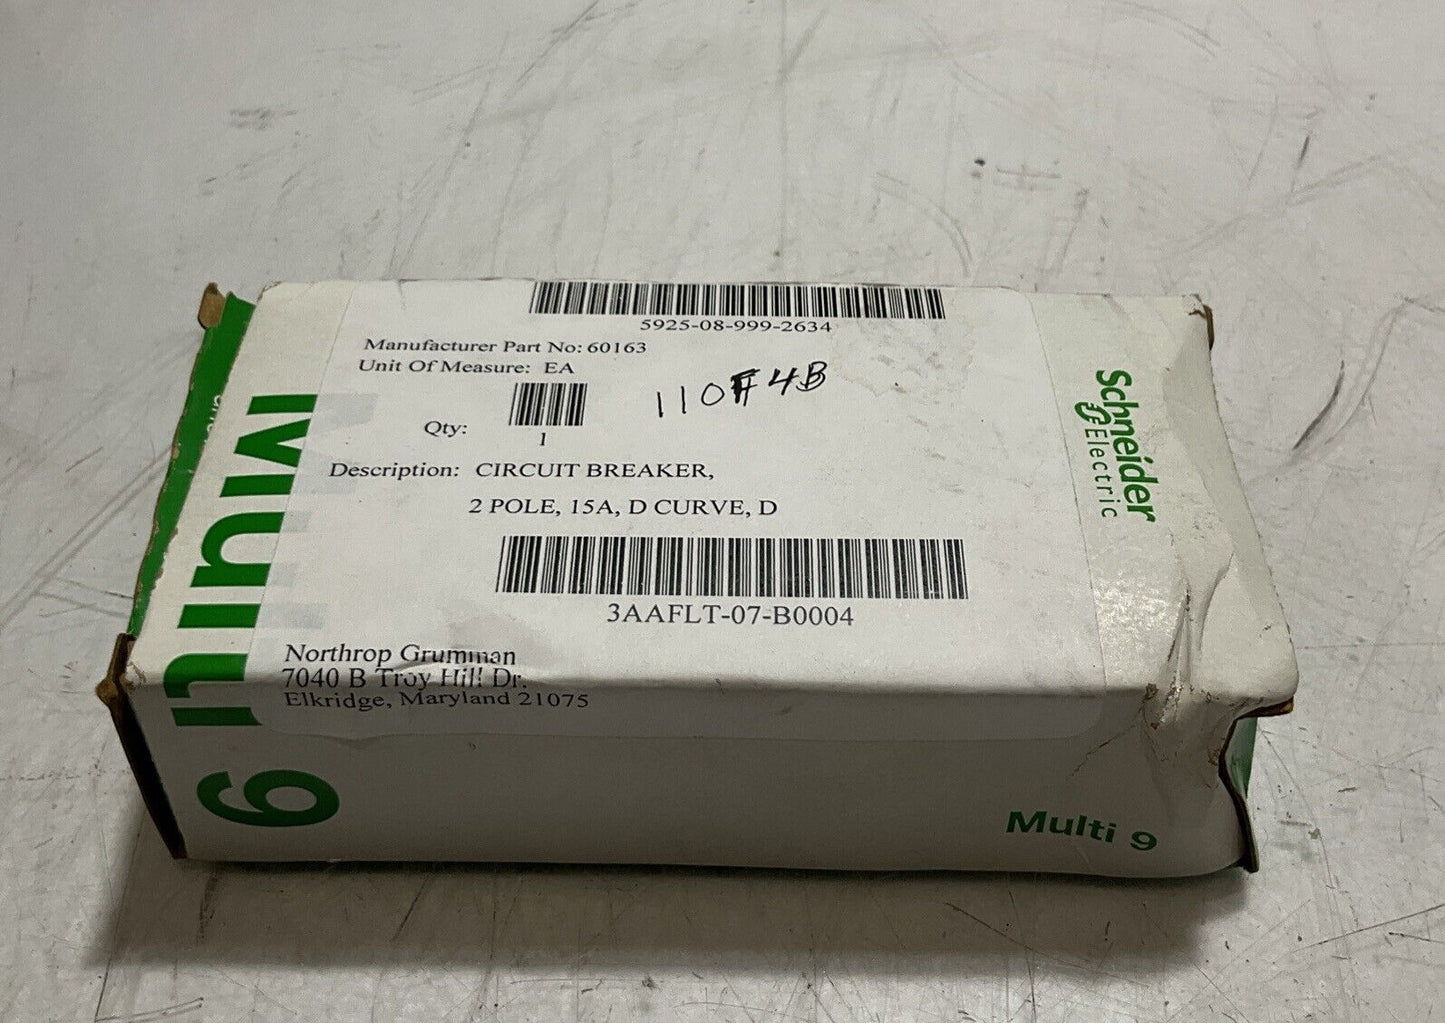 5925-08-999-2634
Manufacturer Part No: 60163
Unit Of Measure: EA
Qty:
1
Description: CIRCUIT BREAKER,
2 POLE, 15A, D CURVE, D
3AAFLT-07-B0004
Northrop Grumman
7040 B Troy Hill Dr.
Elkridge, Maryland 21075
Schneider
Electric
Multi 9
Multi 9